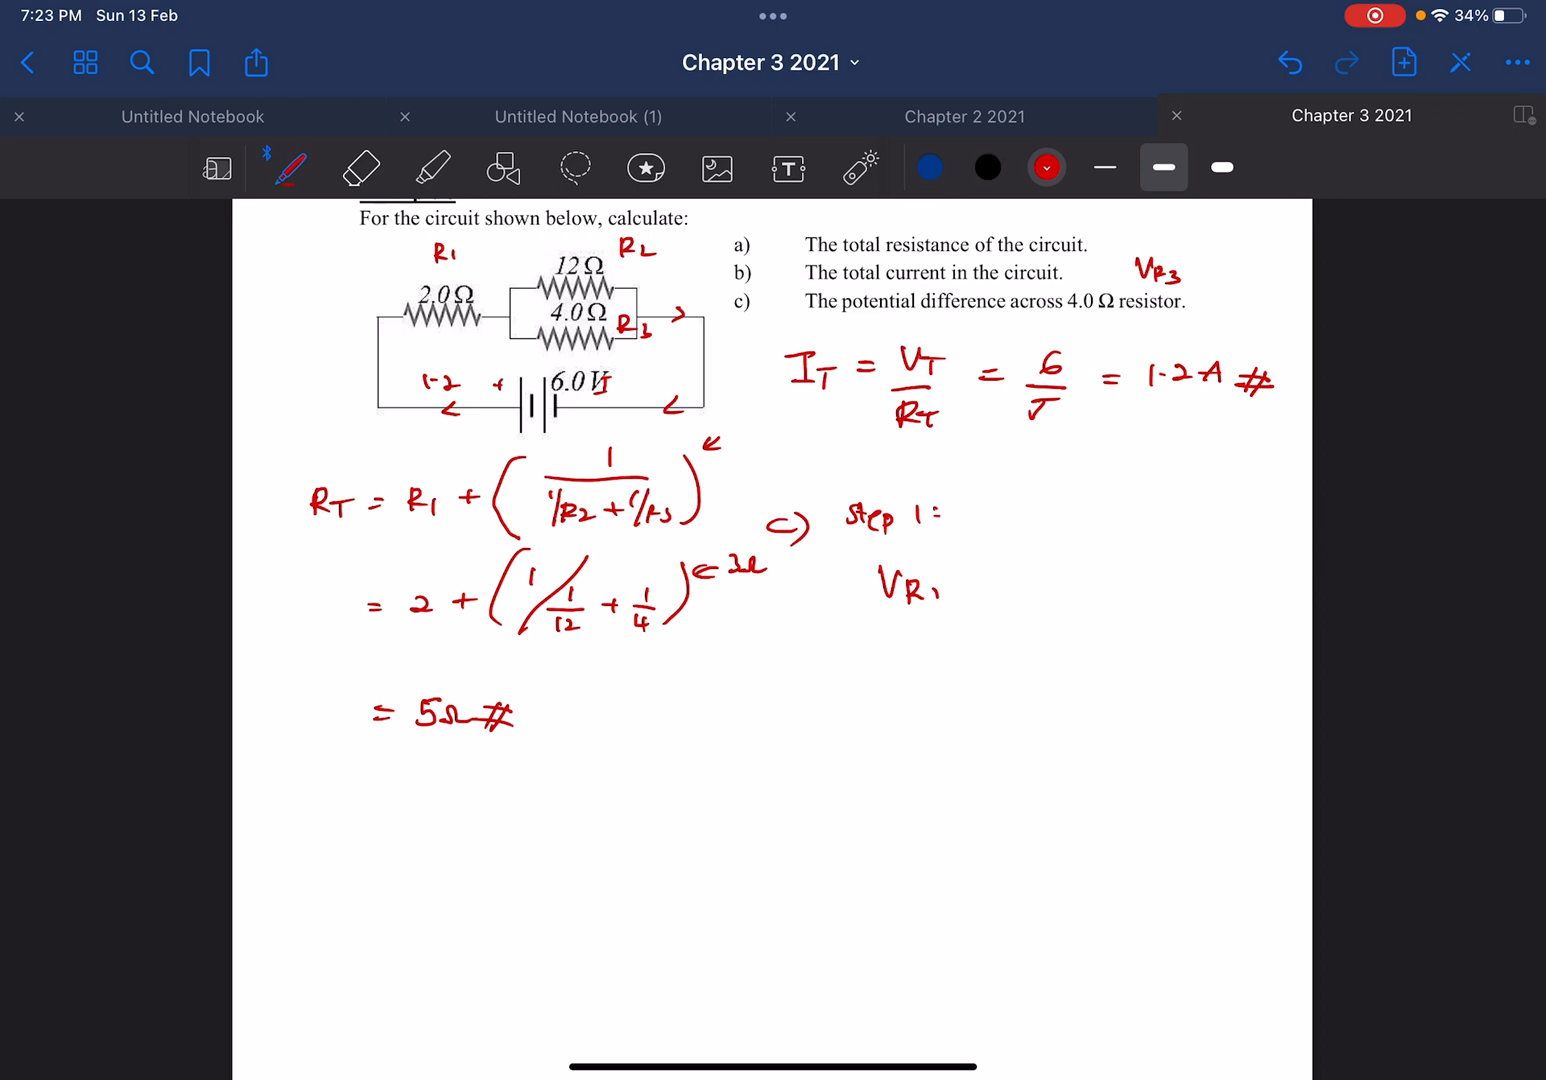 7:23 PM Sun 13 Feb
34%
Chapter 3 2021
Untitled Notebook
Untitled Notebook (1)
Chapter 2 2021
Chapter 3 2021
T
For the circuit shown below, calculate:
a) The total resistance of the circuit.
b) The total current in the circuit.
c) The potential difference across 4.0 Ω resistor.
VR3
R1
R2
12Ω
2.0Ω
4.0Ω
R3
1.2 + 6.0 V
IT = VT / RT = 6 / 5 = 1.2 A #
RT = R1 + ( 1 / 1/R2 + 1/R3 )
= 2 + ( 1 / 1/12 + 1/4 ) ← 3Ω
= 5Ω #
c) Step 1:
VR1